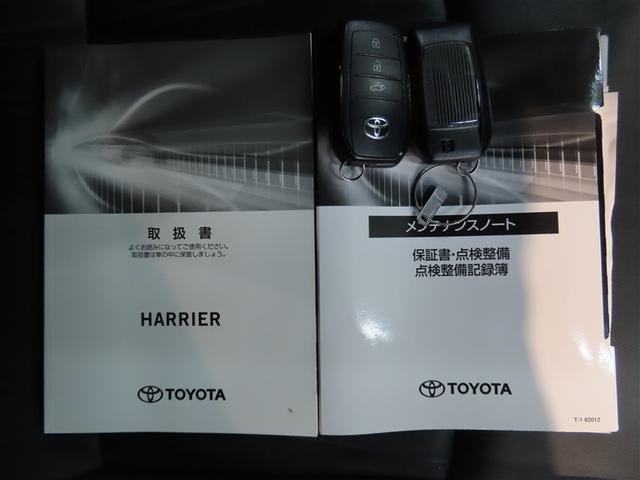 取扱書
よくお読みになってご使用ください。
取扱書は車の中に保管しましょう。
HARRIER
TOYOTA
メンテナンスノート
保証書・点検整備
点検整備記録簿
TOYOTA
T-1 62012